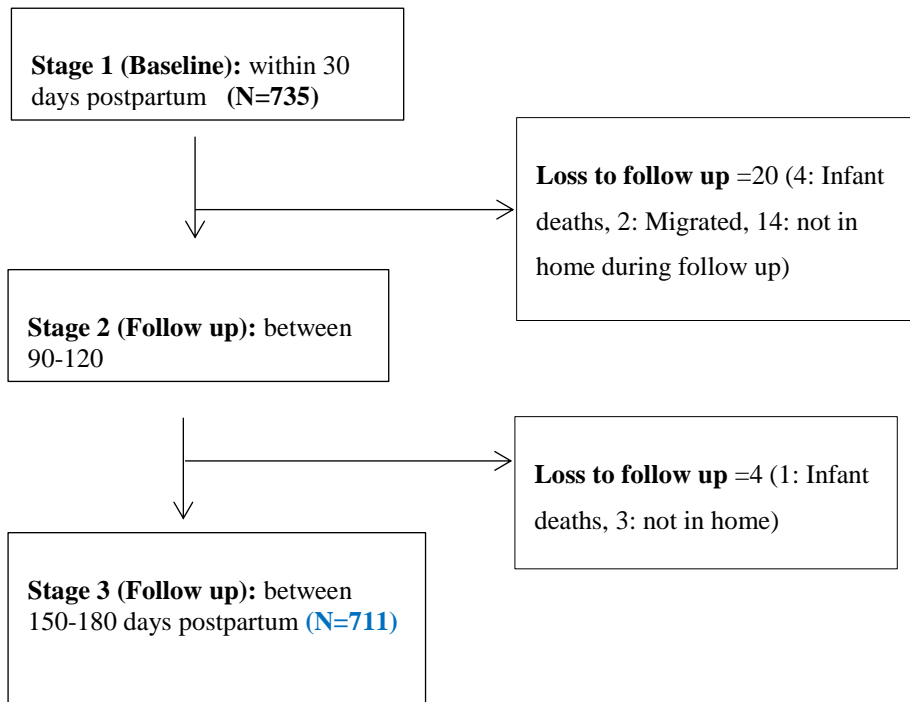 Stage 1 (Baseline): within 30
days postpartum (N=735)
Loss to follow up =20 (4: Infant
deaths, 2: Migrated, 14: not in
home during follow up)
Stage 2 (Follow up): between
90-120
Loss to follow up =4 (1: Infant
deaths, 3: not in home)
Stage 3 (Follow up): between
150-180 days postpartum (N=711)